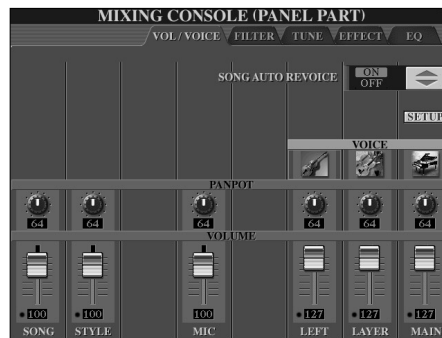 MIXING CONSOLE (PANEL PART)
VOL / VOICE FILTER TUNE EFFECT EQ
SONG AUTO REVOICE ON
OFF
SETUP
VOICE
PANPOT
64 64 64 64 64 64
VOLUME
100 100 100 127 127 127
SONG STYLE MIC LEFT LAYER MAIN